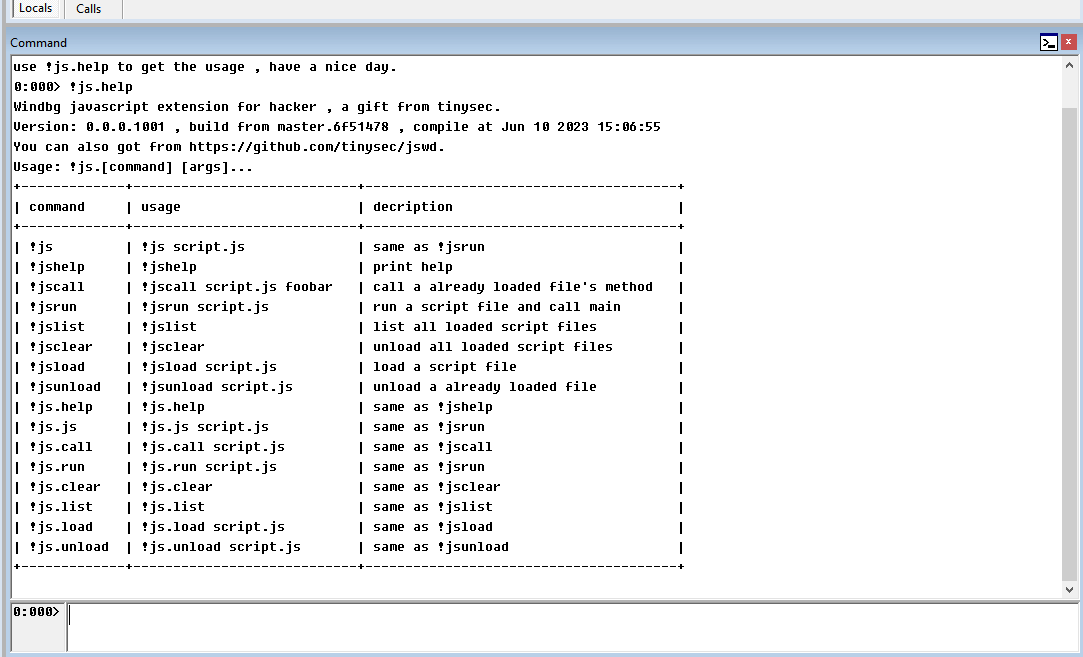 Locals Calls
Command
use !js.help to get the usage , have a nice day.
0:000> !js.help
Windbg javascript extension for hacker , a gift from tinysec.
Version: 0.0.0.1001 , build from master.6f51478 , compile at Jun 10 2023 15:06:55
You can also got from https://github.com/tinysec/jswd.
Usage: !js.[command] [args]...
+-------------+----------------------------+---------------------------------------+
| command     | usage                      | decription                            |
+-------------+----------------------------+---------------------------------------+
| !js         | !js script.js              | same as !jsrun                        |
| !jshelp     | !jshelp                    | print help                            |
| !jscall     | !jscall script.js foobar   | call a already loaded file's method   |
| !jsrun      | !jsrun script.js           | run a script file and call main       |
| !jslist     | !jslist                    | list all loaded script files          |
| !jsclear    | !jsclear                   | unload all loaded script files        |
| !jsload     | !jsload script.js          | load a script file                    |
| !jsunload   | !jsunload script.js        | unload a already loaded file          |
| !js.help    | !js.help                   | same as !jshelp                       |
| !js.js      | !js.js script.js           | same as !jsrun                        |
| !js.call    | !js.call script.js         | same as !jscall                       |
| !js.run     | !js.run script.js          | same as !jsrun                        |
| !js.clear   | !js.clear                  | same as !jsclear                      |
| !js.list    | !js.list                   | same as !jslist                       |
| !js.load    | !js.load script.js         | same as !jsload                       |
| !js.unload  | !js.unload script.js       | same as !jsunload                     |
+-------------+----------------------------+---------------------------------------+
0:000>